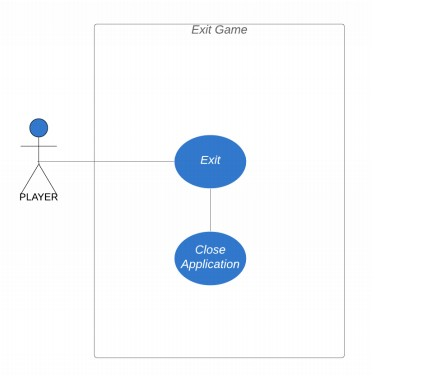 Exit Game
Exit
PLAYER
Close
Application